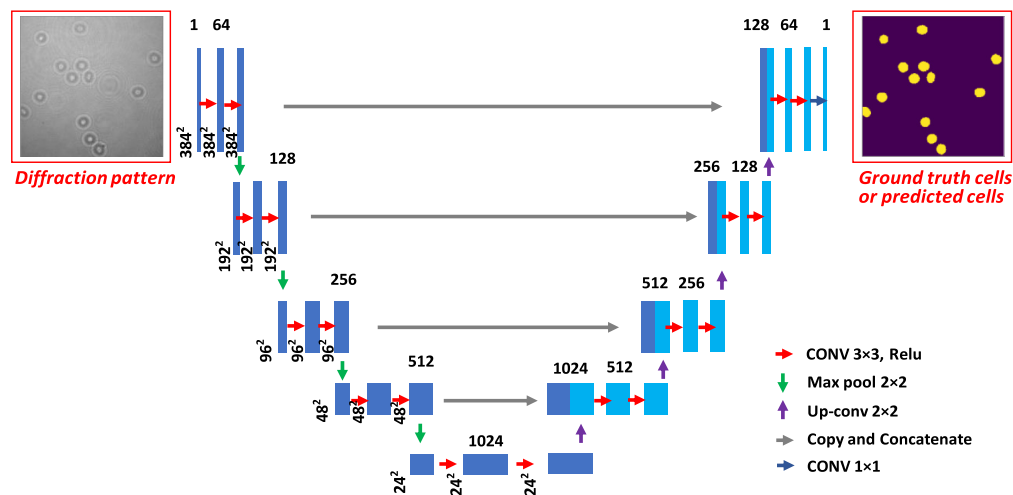 1 64
128 64 1
384² 384² 384²
Diffraction pattern
Ground truth cells
or predicted cells
128
256 128
192² 192² 192²
256
512 256
96² 96² 96²
512
1024 512
48² 48² 48²
1024
24² 24² 24²
CONV 3×3, Relu
Max pool 2×2
Up-conv 2×2
Copy and Concatenate
CONV 1×1